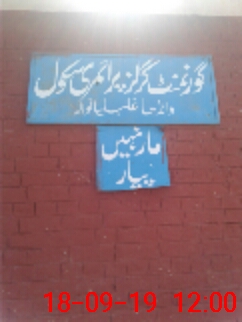 گورنمنٹ گرلز پرائمری سکول
مار نہیں
پیار
18-09-19 12:00